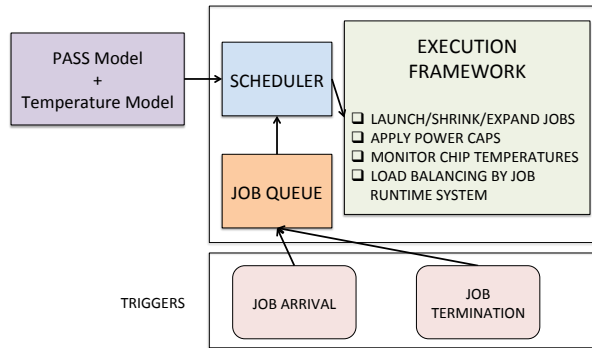 PASS Model
+
Temperature Model
SCHEDULER
JOB QUEUE
EXECUTION
FRAMEWORK
❑ LAUNCH/SHRINK/EXPAND JOBS
❑ APPLY POWER CAPS
❑ MONITOR CHIP TEMPERATURES
❑ LOAD BALANCING BY JOB
RUNTIME SYSTEM
TRIGGERS
JOB ARRIVAL
JOB
TERMINATION